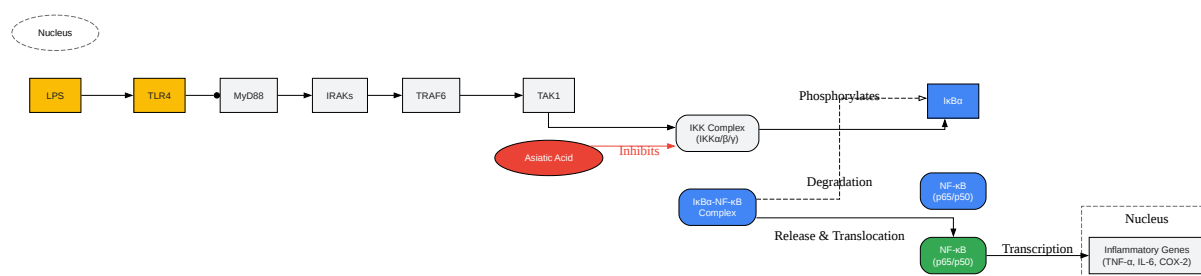 Nucleus
LPS
TLR4
MyD88
IRAKs
TRAF6
TAK1
Phosphorylates
IκBα
IKK Complex
(IKKα/β/γ)
Asiatic Acid
Inhibits
Degradation
NF-κB
(p65/p50)
IκBα-NF-κB
Complex
Nucleus
Release & Translocation
NF-κB
(p65/p50)
Transcription
Inflammatory Genes
(TNF-α, IL-6, COX-2)